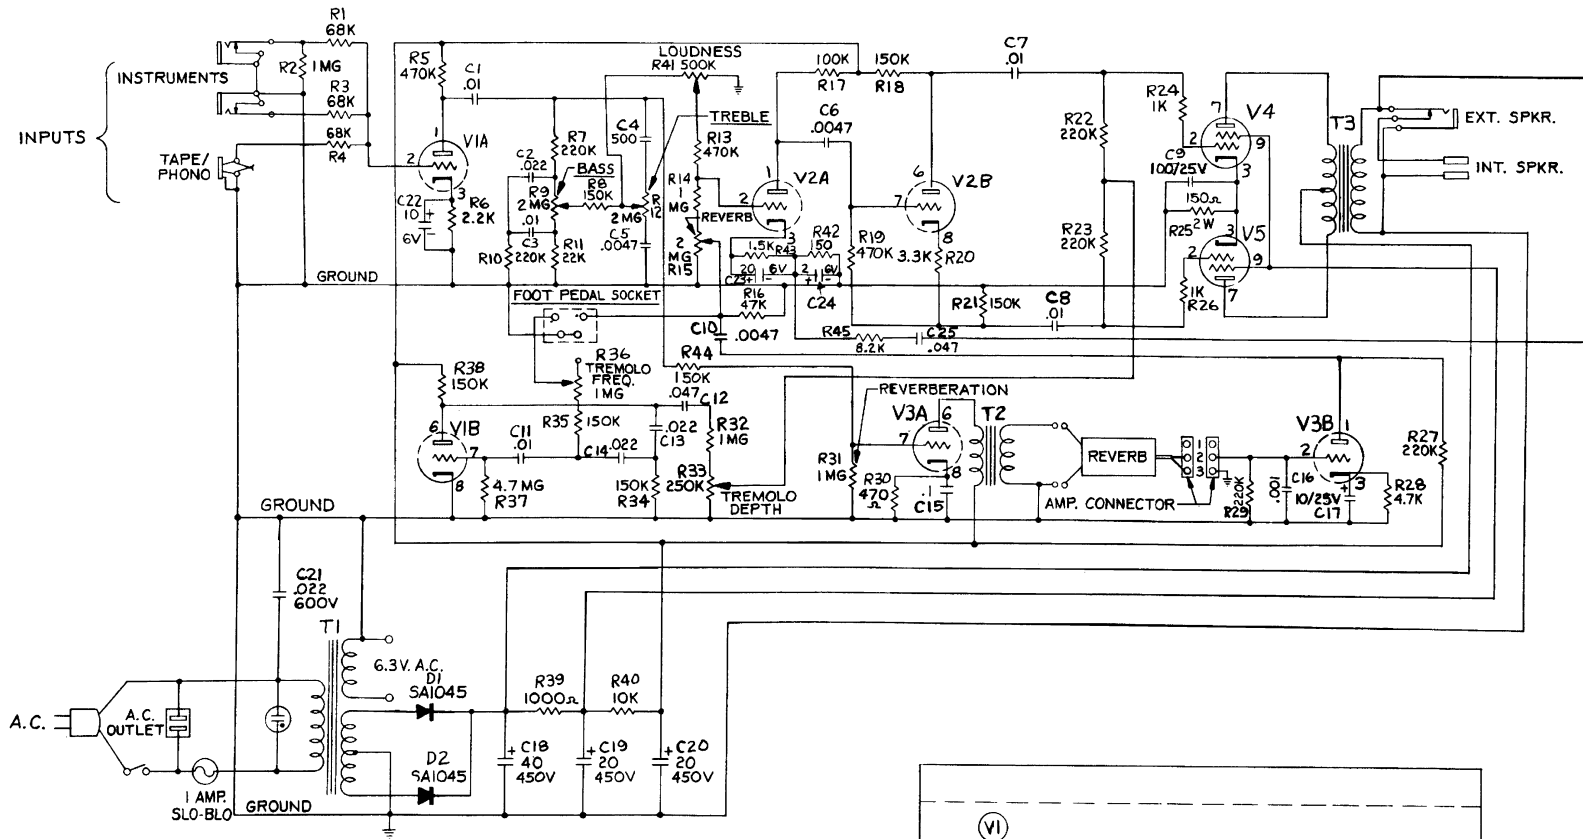 R1
68K
R2
1 MG
R3
68K
68K
R4
INSTRUMENTS
INPUTS
TAPE/
PHONO
R5
470K
C1
.01
1
V1A
2
3
C22
10
+
-
6V
R6
2.2K
GROUND
C2
.022
R7
220K
R9
2 MG
BASS
R8
150K
.01
C3
R10
220K
R11
22K
LOUDNESS
R41 500K
C4
500
TREBLE
R
12
2 MG
C5
.0047
R13
470K
R14
1
MG
REVERB
2
MG
R15
100K
R17
150K
R18
C6
.0047
1
V2A
2
3
1.5K
R43
R42
150
20
6V
C23
+
-
2
6V
+
-
C24
R16
47K
R19
470K
6
V2B
7
8
3.3K
R20
R21
150K
C7
.01
C8
.01
R22
220K
R23
220K
R24
1K
7
V4
2
9
3
C9
100/25V
150Ω
2W
R25
3
V5
2
9
7
1K
R26
T3
EXT. SPKR.
INT. SPKR.
FOOT PEDAL SOCKET
C10
.0047
R45
8.2K
C25
.047
R44
150K
.047
C12
R36
TREMOLO
FREQ.
1MG
R38
150K
6
V1B
7
8
C11
.01
R35
150K
C14
.022
.022
C13
4.7 MG
R37
150K
R34
R32
1MG
R33
250K
TREMOLO
DEPTH
REVERBERATION
R31
1MG
V3A
6
7
8
R30
470
Ω
.1
C15
T2
REVERB
1
2
3
AMP. CONNECTOR
220K
R29
.001
C16
10/25V
+
C17
V3B
1
2
3
R28
4.7K
R27
220K
GROUND
C21
.022
600V
T1
6.3V. A.C.
D1
SA1045
D2
SA1045
R39
1000Ω
R40
10K
+
C18
40
450V
+
C19
20
450V
+
C20
20
450V
A.C.
A.C.
OUTLET
1 AMP.
SLO-BLO
GROUND
V1